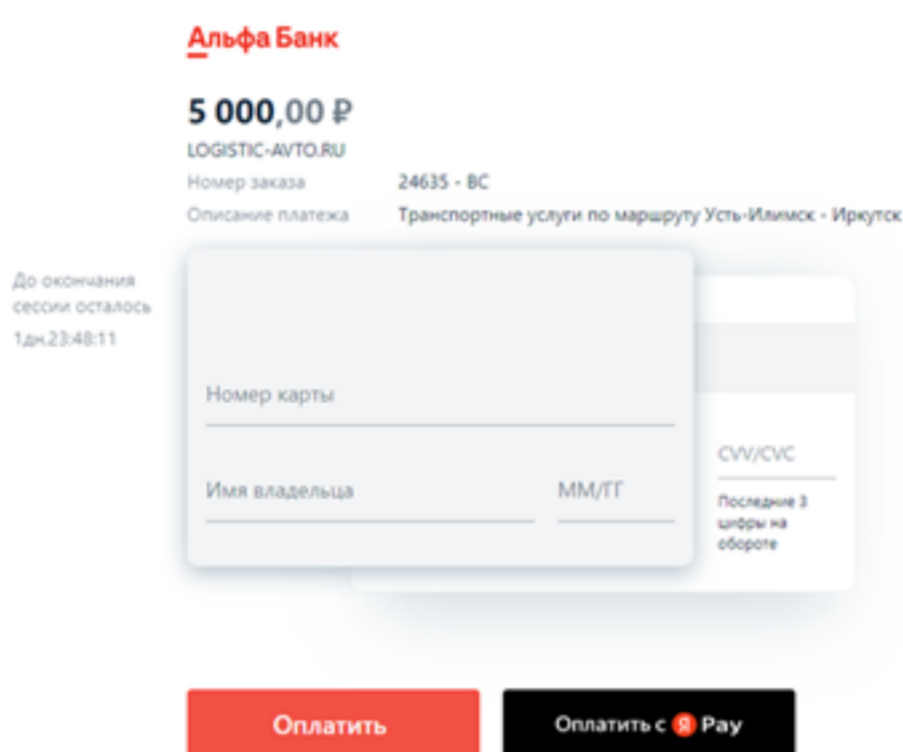 Альфа Банк
5 000,00 ₽
LOGISTIC-AVTO.RU
Номер заказа 24635 - ВС
Описание платежа Транспортные услуги по маршруту Усть-Илимск - Иркутск
До окончания
сессии осталось
1дн.23:48:11
Номер карты
Имя владельца ММ/ГГ
CVV/CVC
Последние 3
цифры на
обороте
Оплатить
Оплатить с Я Pay